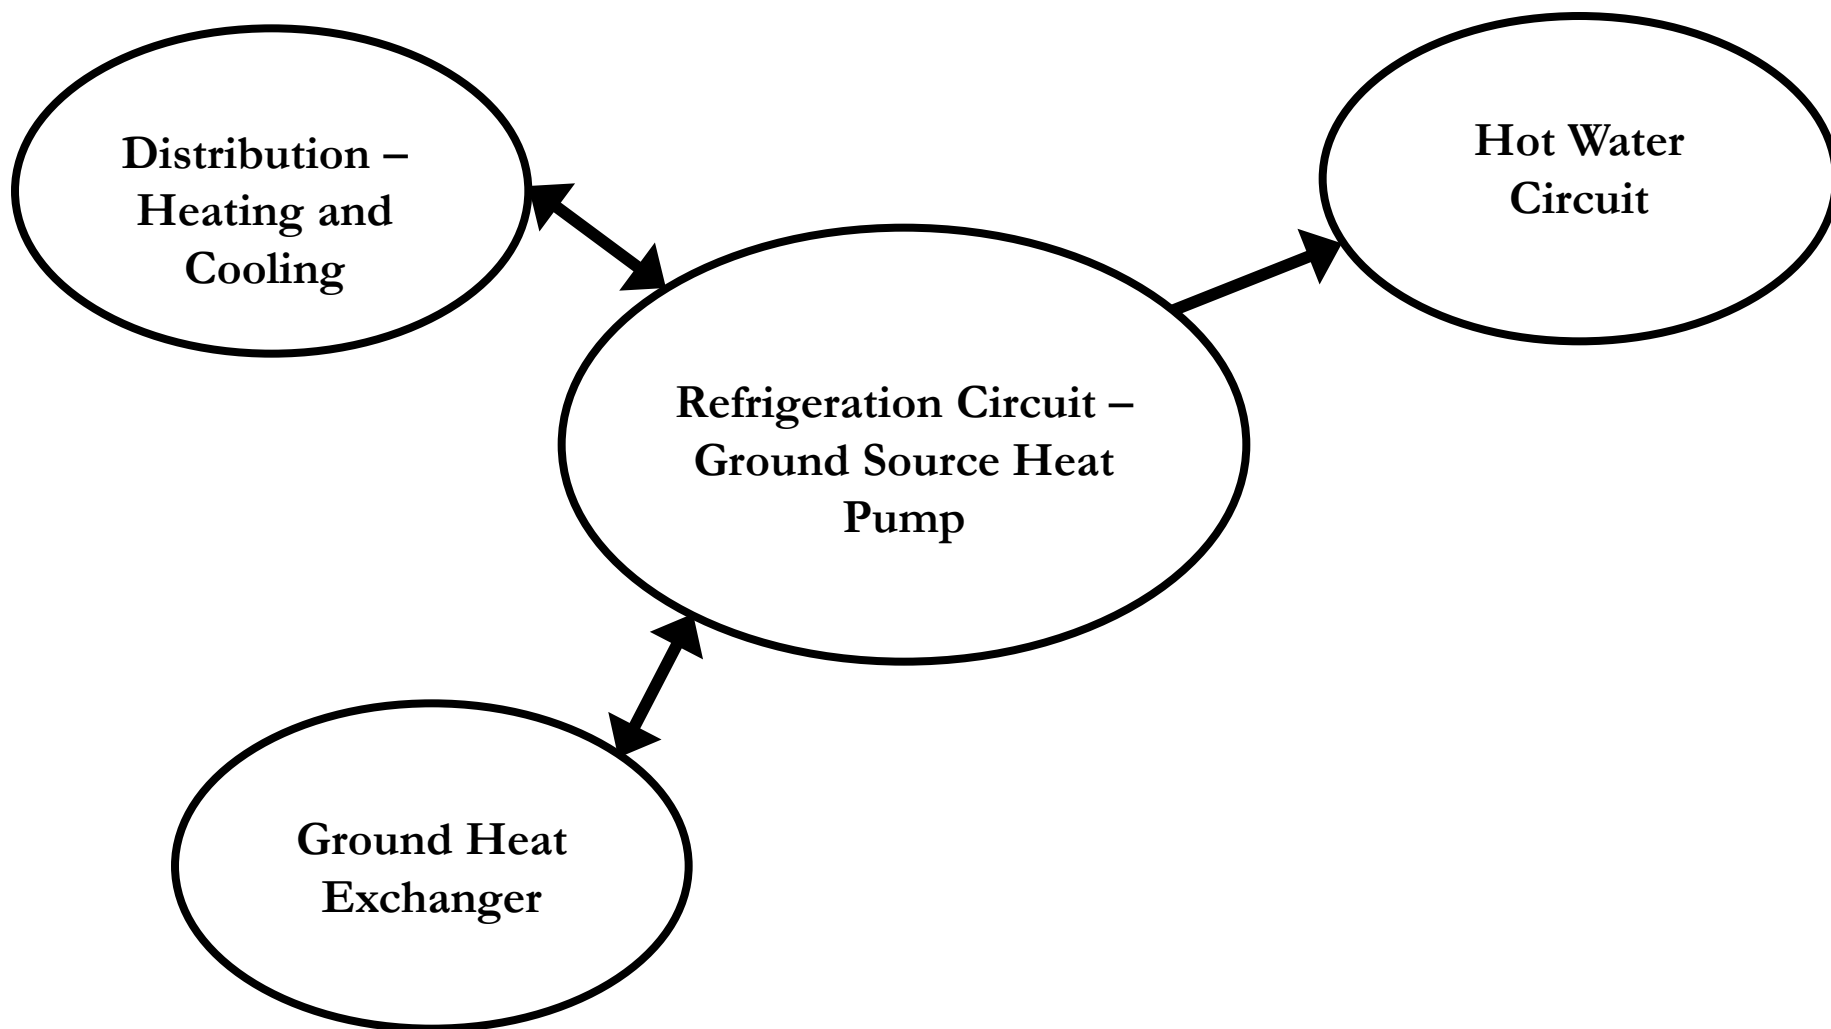 Distribution –
Heating and
Cooling
Hot Water
Circuit
Refrigeration Circuit –
Ground Source Heat
Pump
Ground Heat
Exchanger